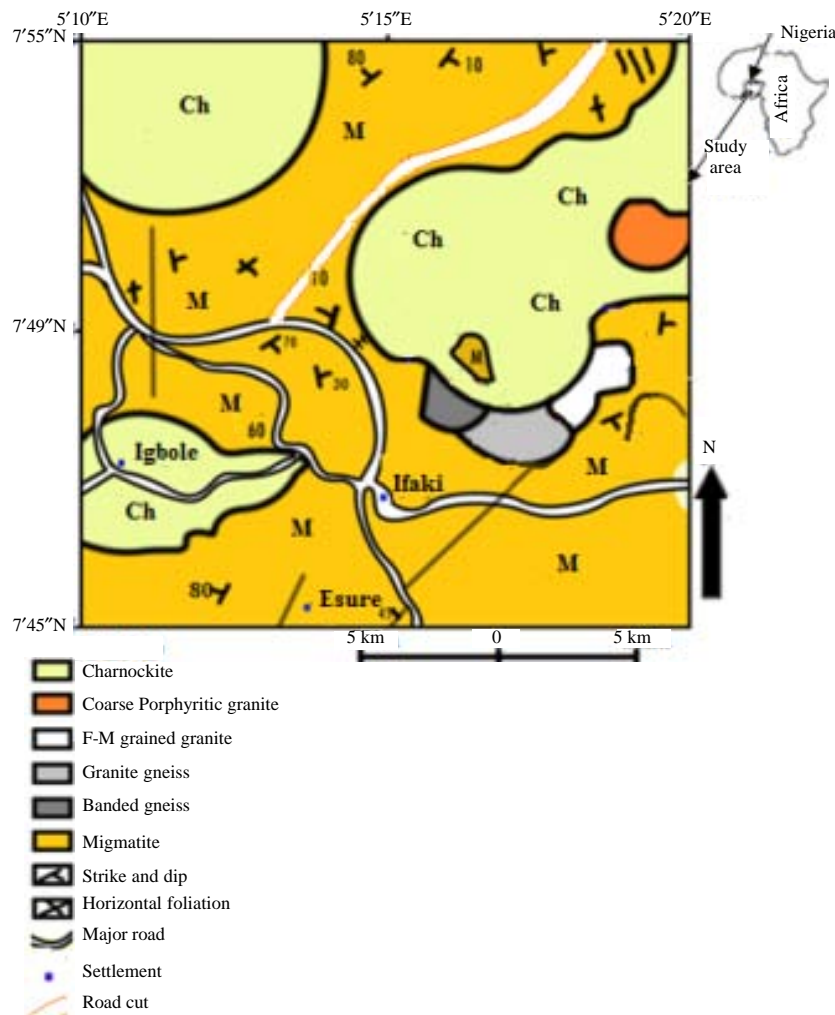 5′10″E
5′15″E
5′20″E
7′55″N
Nigeria
Africa
Study
area
80
10
Ch
M
Ch
Ch
10
M
Ch
7′49″N
70
M
30
M
60
Igbole
N
Ifaki
M
Ch
M
M
80
Esure
7′45″N
5 km 0 5 km
Charnockite
Coarse Porphyritic granite
F-M grained granite
Granite gneiss
Banded gneiss
Migmatite
Strike and dip
Horizontal foliation
Major road
Settlement
Road cut